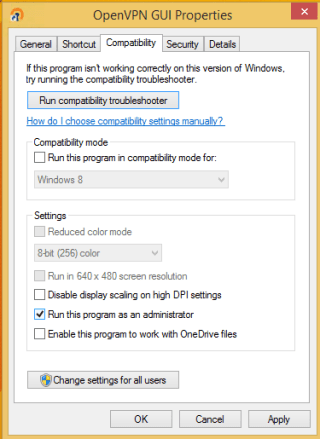 OpenVPN GUI Properties
General Shortcut Compatibility Security Details
If this program isn't working correctly on this version of Windows,
try running the compatibility troubleshooter.
Run compatibility troubleshooter
How do I choose compatibility settings manually?
Compatibility mode
Run this program in compatibility mode for:
Windows 8
Settings
Reduced color mode
8-bit (256) color
Run in 640 x 480 screen resolution
Disable display scaling on high DPI settings
Run this program as an administrator
Enable this program to work with OneDrive files
Change settings for all users
OK Cancel Apply